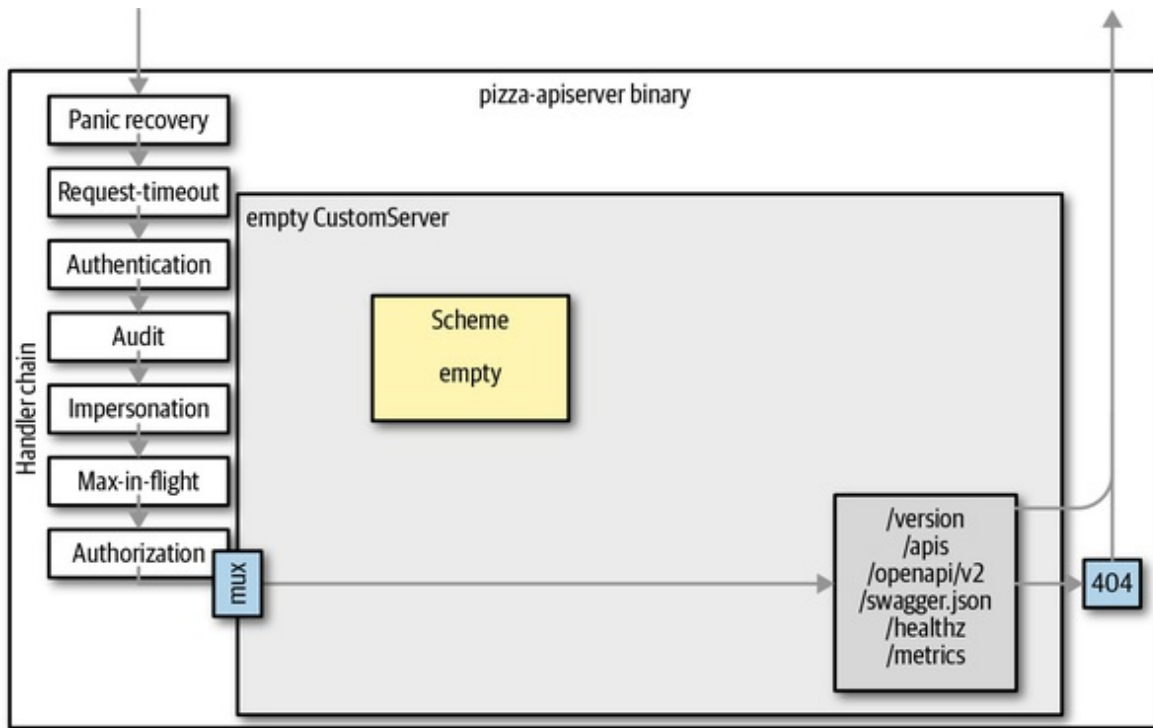 pizza-apiserver binary
Panic recovery
Request-timeout
Authentication
Audit
Impersonation
Max-in-flight
Authorization
Handler chain
mux
empty CustomServer
Scheme
empty
/version
/apis
/openapi/v2
/swagger.json
/healthz
/metrics
404